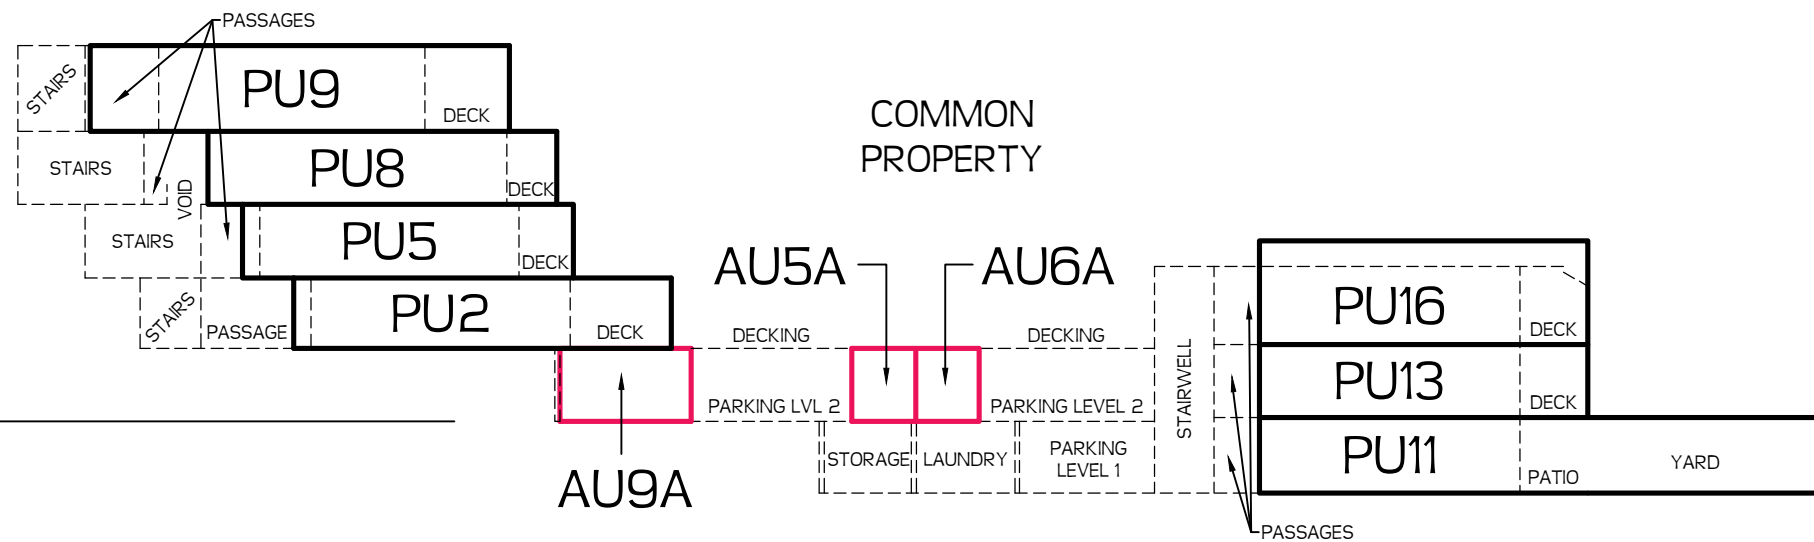 PASSAGES
STAIRS
PU9
DECK
COMMON
PROPERTY
STAIRS
VOID
PU8
DECK
STAIRS
PU5
DECK
AU5A
AU6A
STAIRS
PASSAGE
PU2
DECK
DECKING
DECKING
PU16
DECK
STAIRWELL
PU13
DECK
PARKING LVL 2
PARKING LEVEL 2
AU9A
STORAGE
LAUNDRY
PARKING
LEVEL 1
PU11
PATIO
YARD
PASSAGES